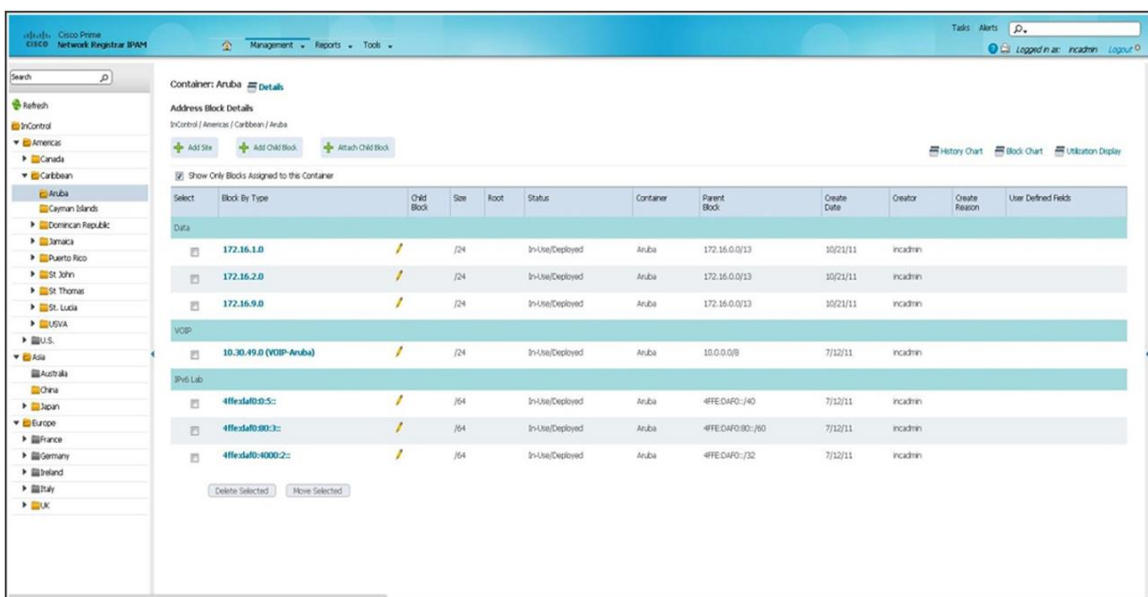 Cisco Prime
Network Registrar IPAM
CISCO
Management Reports Tools
Tasks Alerts
Logged in as: incadmin Logout
Search
Refresh
InControl
Americas
Canada
Caribbean
Aruba
Cayman Islands
Domincan Republic
Jamaica
Puerto Rico
St John
St Thomas
St. Lucia
USVA
U.S.
Asia
Australia
China
Japan
Europe
France
Germany
Ireland
Italy
UK
Container: Aruba Details
Address Block Details
InControl / Americas / Caribbean / Aruba
Add Site Add Child Block Attach Child Block
History Chart Block Chart Utilization Display
Show Only Blocks Assigned to this Container
Select Block By Type Child Block Size Root Status Container Parent Block Create Date Creator Create Reason User Defined Fields
Data
172.16.1.0 /24 In-Use/Deployed Aruba 172.16.0.0/13 10/21/11 incadmin
172.16.2.0 /24 In-Use/Deployed Aruba 172.16.0.0/13 10/21/11 incadmin
172.16.9.0 /24 In-Use/Deployed Aruba 172.16.0.0/13 10/21/11 incadmin
VOIP
10.30.49.0 (VOIP-Aruba) /24 In-Use/Deployed Aruba 10.0.0.0/8 7/12/11 incadmin
IPv6 Lab
4ffe:daf0:0:5:: /64 In-Use/Deployed Aruba 4FFE:DAF0::/40 7/12/11 incadmin
4ffe:daf0:80:3:: /64 In-Use/Deployed Aruba 4FFE:DAF0:80::/60 7/12/11 incadmin
4ffe:daf0:4000:2:: /64 In-Use/Deployed Aruba 4FFE:DAF0::/32 7/12/11 incadmin
Delete Selected Move Selected